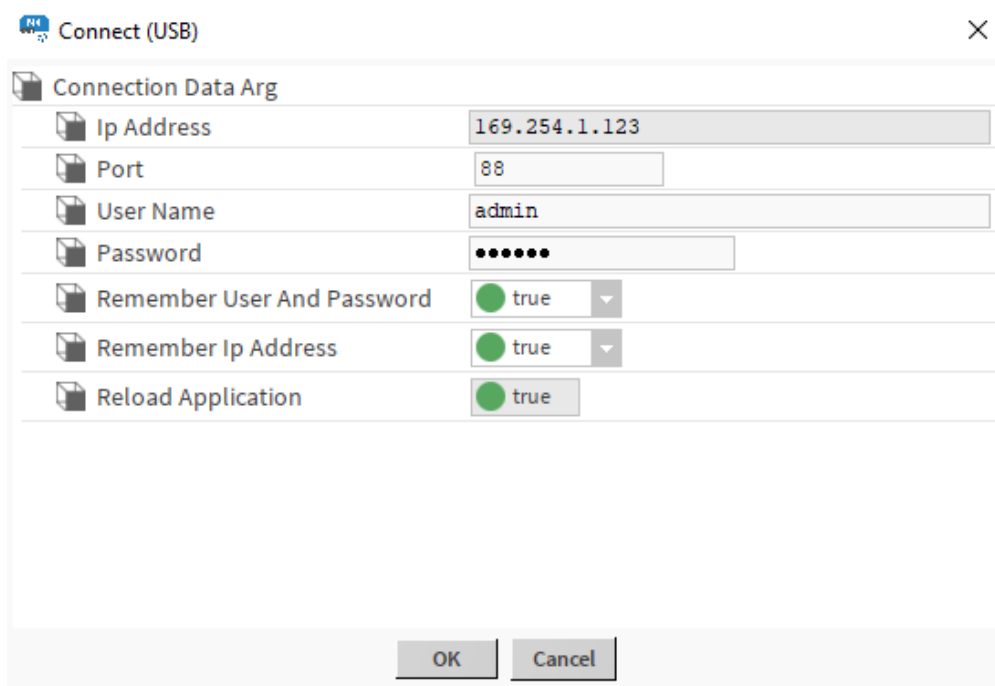 Connect (USB)
Connection Data Arg
Ip Address 169.254.1.123
Port 88
User Name admin
Password ••••••
Remember User And Password true
Remember Ip Address true
Reload Application true
OK Cancel